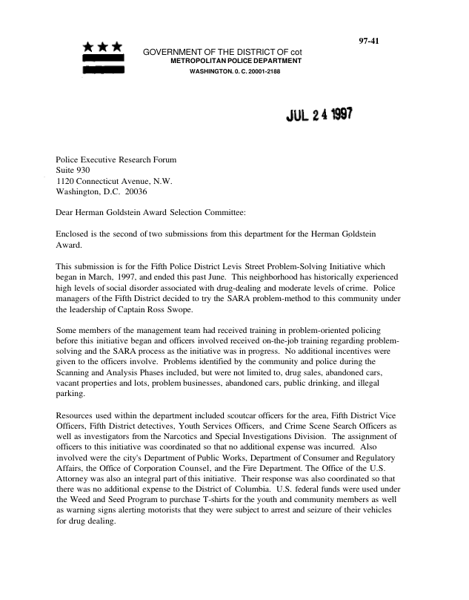 97-41
GOVERNMENT OF THE DISTRICT OF cot
METROPOLITAN POLICE DEPARTMENT
WASHINGTON. 0. C. 20001-2188
JUL 24 1997
Police Executive Research Forum
Suite 930
1120 Connecticut Avenue, N.W.
Washington, D.C. 20036
Dear Herman Goldstein Award Selection Committee:
Enclosed is the second of two submissions from this department for the Herman Goldstein
Award.
This submission is for the Fifth Police District Levis Street Problem-Solving Initiative which
began in March, 1997, and ended this past June. This neighborhood has historically experienced
high levels of social disorder associated with drug-dealing and moderate levels of crime. Police
managers of the Fifth District decided to try the SARA problem-method to this community under
the leadership of Captain Ross Swope.
Some members of the management team had received training in problem-oriented policing
before this initiative began and officers involved received on-the-job training regarding problem-
solving and the SARA process as the initiative was in progress. No additional incentives were
given to the officers involve. Problems identified by the community and police during the
Scanning and Analysis Phases included, but were not limited to, drug sales, abandoned cars,
vacant properties and lots, problem businesses, abandoned cars, public drinking, and illegal
parking.
Resources used within the department included scoutcar officers for the area, Fifth District Vice
Officers, Fifth District detectives, Youth Services Officers, and Crime Scene Search Officers as
well as investigators from the Narcotics and Special Investigations Division. The assignment of
officers to this initiative was coordinated so that no additional expense was incurred. Also
involved were the city's Department of Public Works, Department of Consumer and Regulatory
Affairs, the Office of Corporation Counsel, and the Fire Department. The Office of the U.S.
Attorney was also an integral part of this initiative. Their response was also coordinated so that
there was no additional expense to the District of Columbia. U.S. federal funds were used under
the Weed and Seed Program to purchase T-shirts for the youth and community members as well
as warning signs alerting motorists that they were subject to arrest and seizure of their vehicles
for drug dealing.